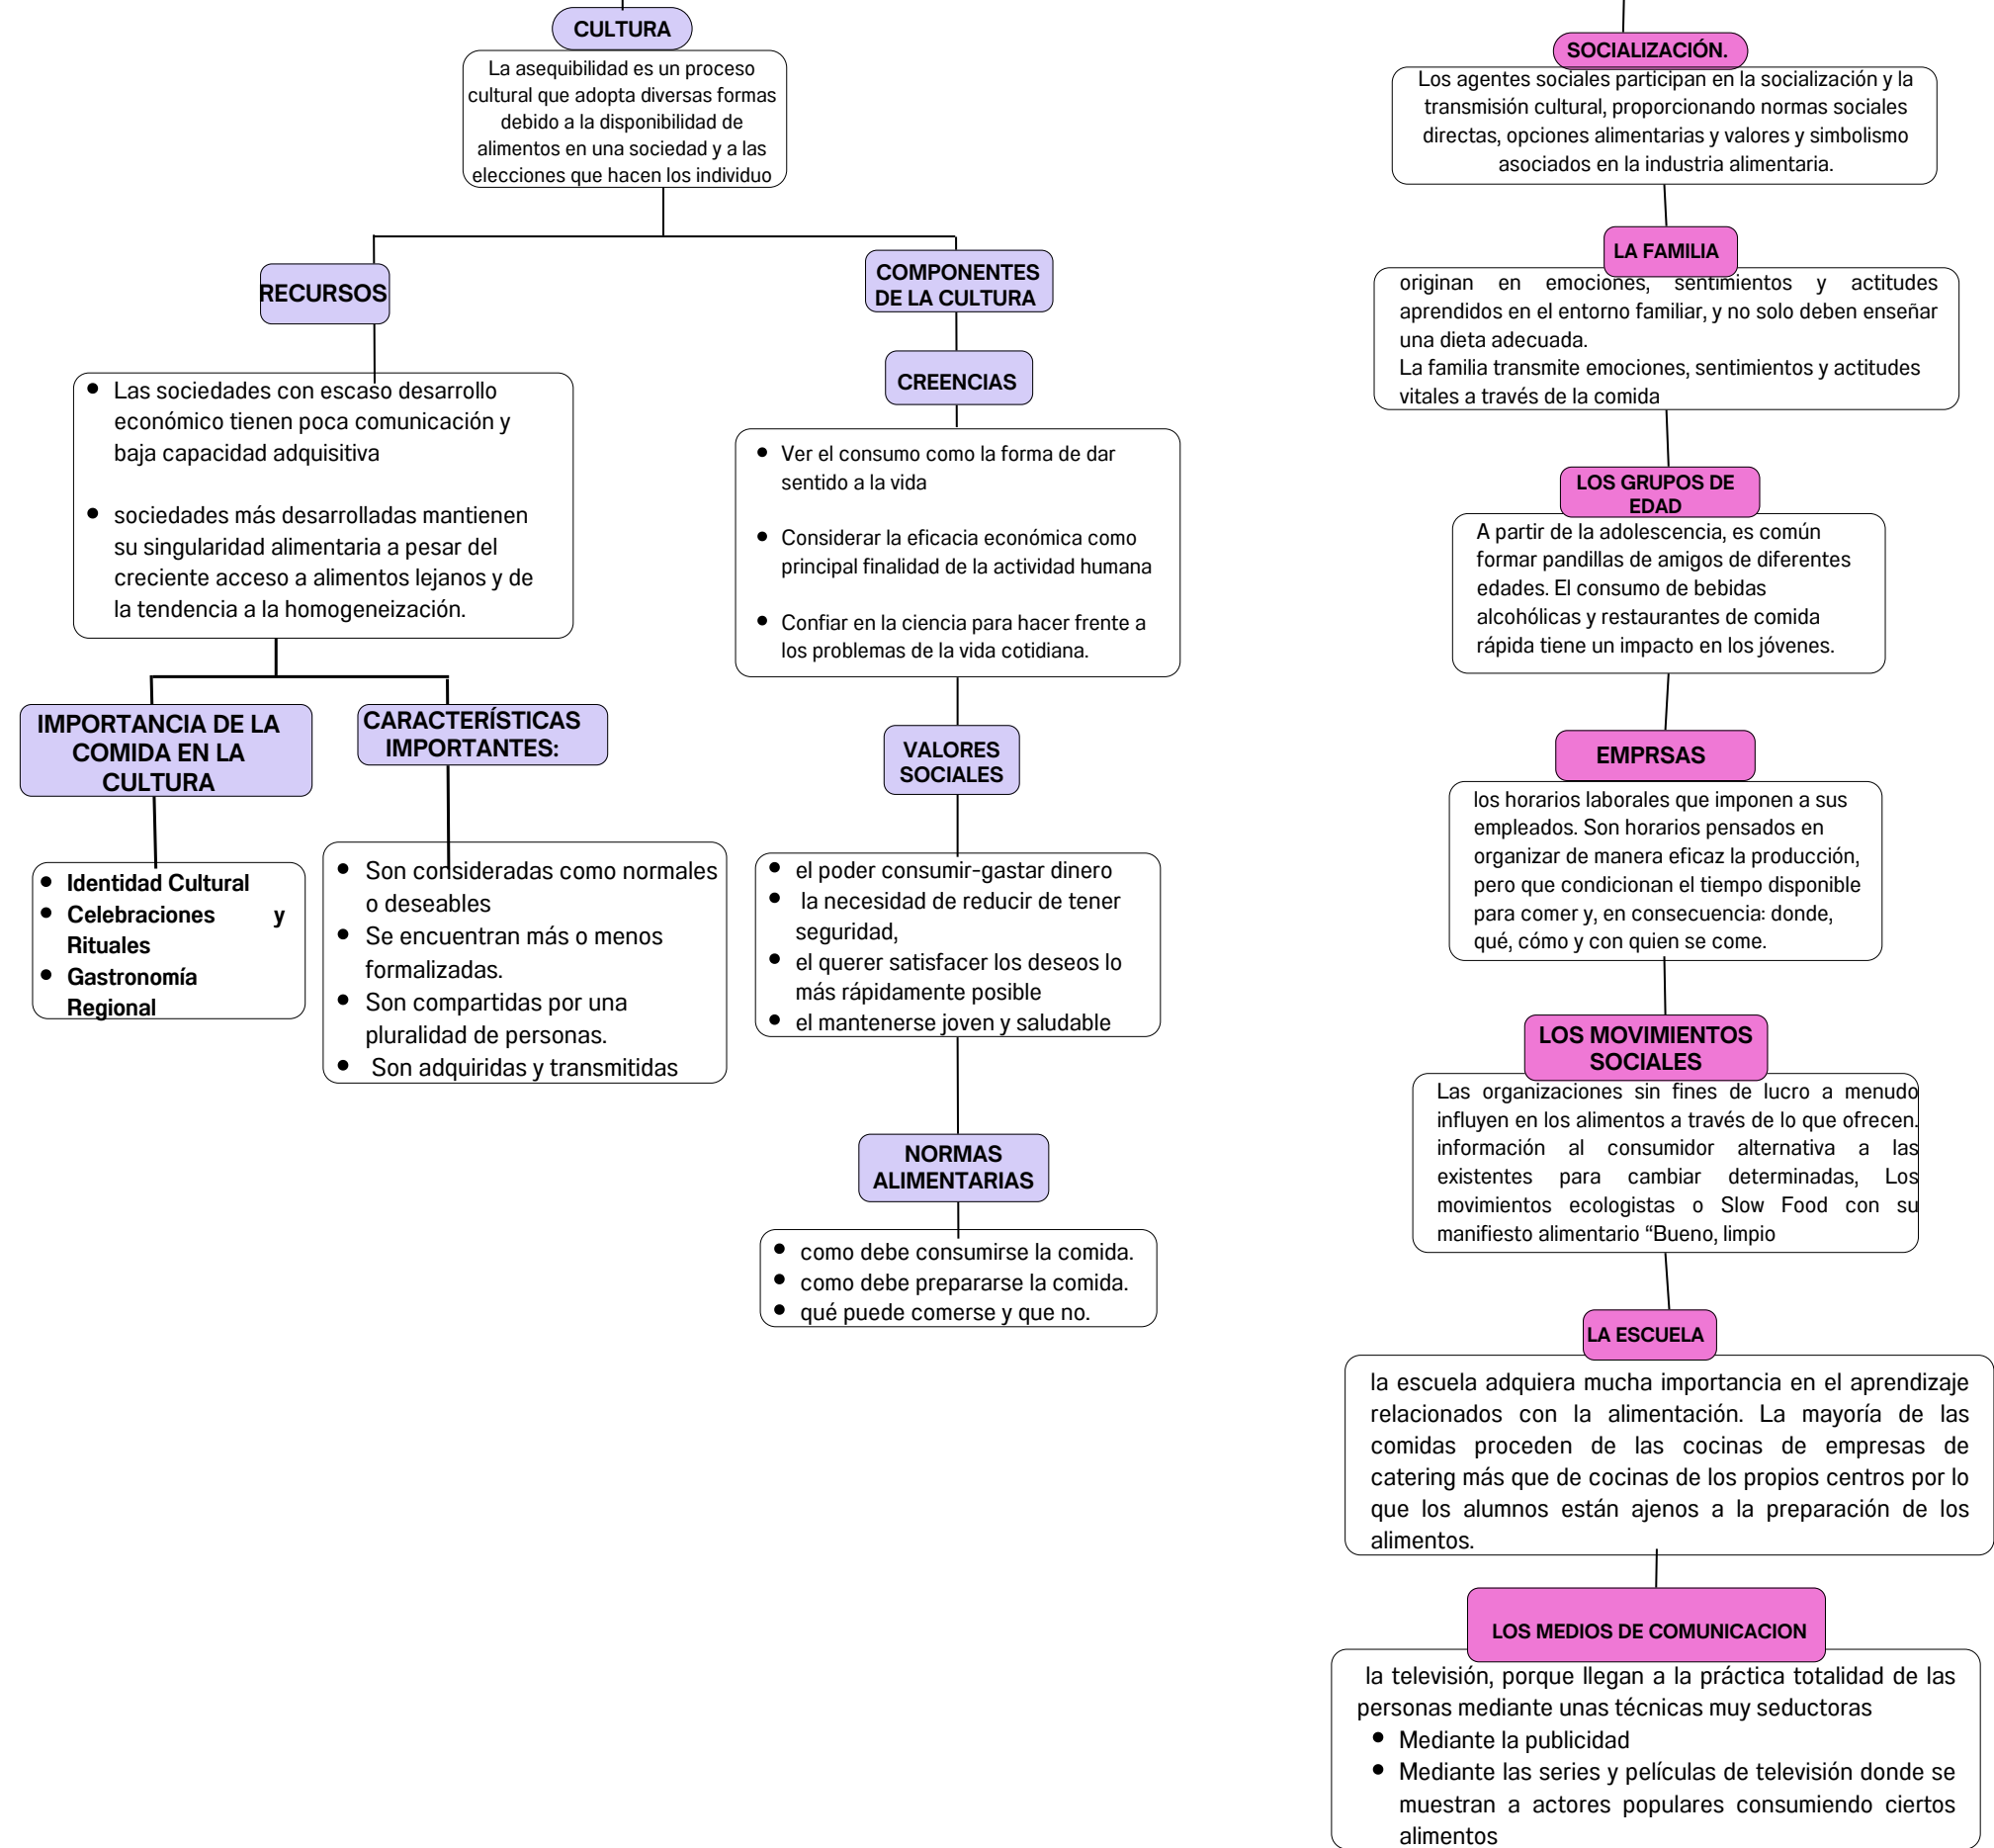 CULTURA
La asequibilidad es un proceso
cultural que adopta diversas formas
debido a la disponibilidad de
alimentos en una sociedad y a las
elecciones que hacen los individuo
RECURSOS
• Las sociedades con escaso desarrollo
económico tienen poca comunicación y
baja capacidad adquisitiva
• sociedades más desarrolladas mantienen
su singularidad alimentaria a pesar del
creciente acceso a alimentos lejanos y de
la tendencia a la homogeneización.
IMPORTANCIA DE LA
COMIDA EN LA
CULTURA
• Identidad Cultural
• Celebraciones y
Rituales
• Gastronomía
Regional
CARACTERÍSTICAS
IMPORTANTES:
• Son consideradas como normales
o deseables
• Se encuentran más o menos
formalizadas.
• Son compartidas por una
pluralidad de personas.
• Son adquiridas y transmitidas
COMPONENTES
DE LA CULTURA
CREENCIAS
• Ver el consumo como la forma de dar
sentido a la vida
• Considerar la eficacia económica como
principal finalidad de la actividad humana
• Confiar en la ciencia para hacer frente a
los problemas de la vida cotidiana.
VALORES
SOCIALES
• el poder consumir-gastar dinero
• la necesidad de reducir de tener
seguridad,
• el querer satisfacer los deseos lo
más rápidamente posible
• el mantenerse joven y saludable
NORMAS
ALIMENTARIAS
• como debe consumirse la comida.
• como debe prepararse la comida.
• qué puede comerse y que no.
SOCIALIZACIÓN.
Los agentes sociales participan en la socialización y la
transmisión cultural, proporcionando normas sociales
directas, opciones alimentarias y valores y simbolismo
asociados en la industria alimentaria.
LA FAMILIA
originan en emociones, sentimientos y actitudes
aprendidos en el entorno familiar, y no solo deben enseñar
una dieta adecuada.
La familia transmite emociones, sentimientos y actitudes
vitales a través de la comida
LOS GRUPOS DE
EDAD
A partir de la adolescencia, es común
formar pandillas de amigos de diferentes
edades. El consumo de bebidas
alcohólicas y restaurantes de comida
rápida tiene un impacto en los jóvenes.
EMPRSAS
los horarios laborales que imponen a sus
empleados. Son horarios pensados en
organizar de manera eficaz la producción,
pero que condicionan el tiempo disponible
para comer y, en consecuencia: donde,
qué, cómo y con quien se come.
LOS MOVIMIENTOS
SOCIALES
Las organizaciones sin fines de lucro a menudo
influyen en los alimentos a través de lo que ofrecen.
información al consumidor alternativa a las
existentes para cambiar determinadas, Los
movimientos ecologistas o Slow Food con su
manifiesto alimentario “Bueno, limpio
LA ESCUELA
la escuela adquiera mucha importancia en el aprendizaje
relacionados con la alimentación. La mayoría de las
comidas proceden de las cocinas de empresas de
catering más que de cocinas de los propios centros por lo
que los alumnos están ajenos a la preparación de los
alimentos.
LOS MEDIOS DE COMUNICACION
la televisión, porque llegan a la práctica totalidad de las
personas mediante unas técnicas muy seductoras
• Mediante la publicidad
• Mediante las series y películas de televisión donde se
muestran a actores populares consumiendo ciertos
alimentos